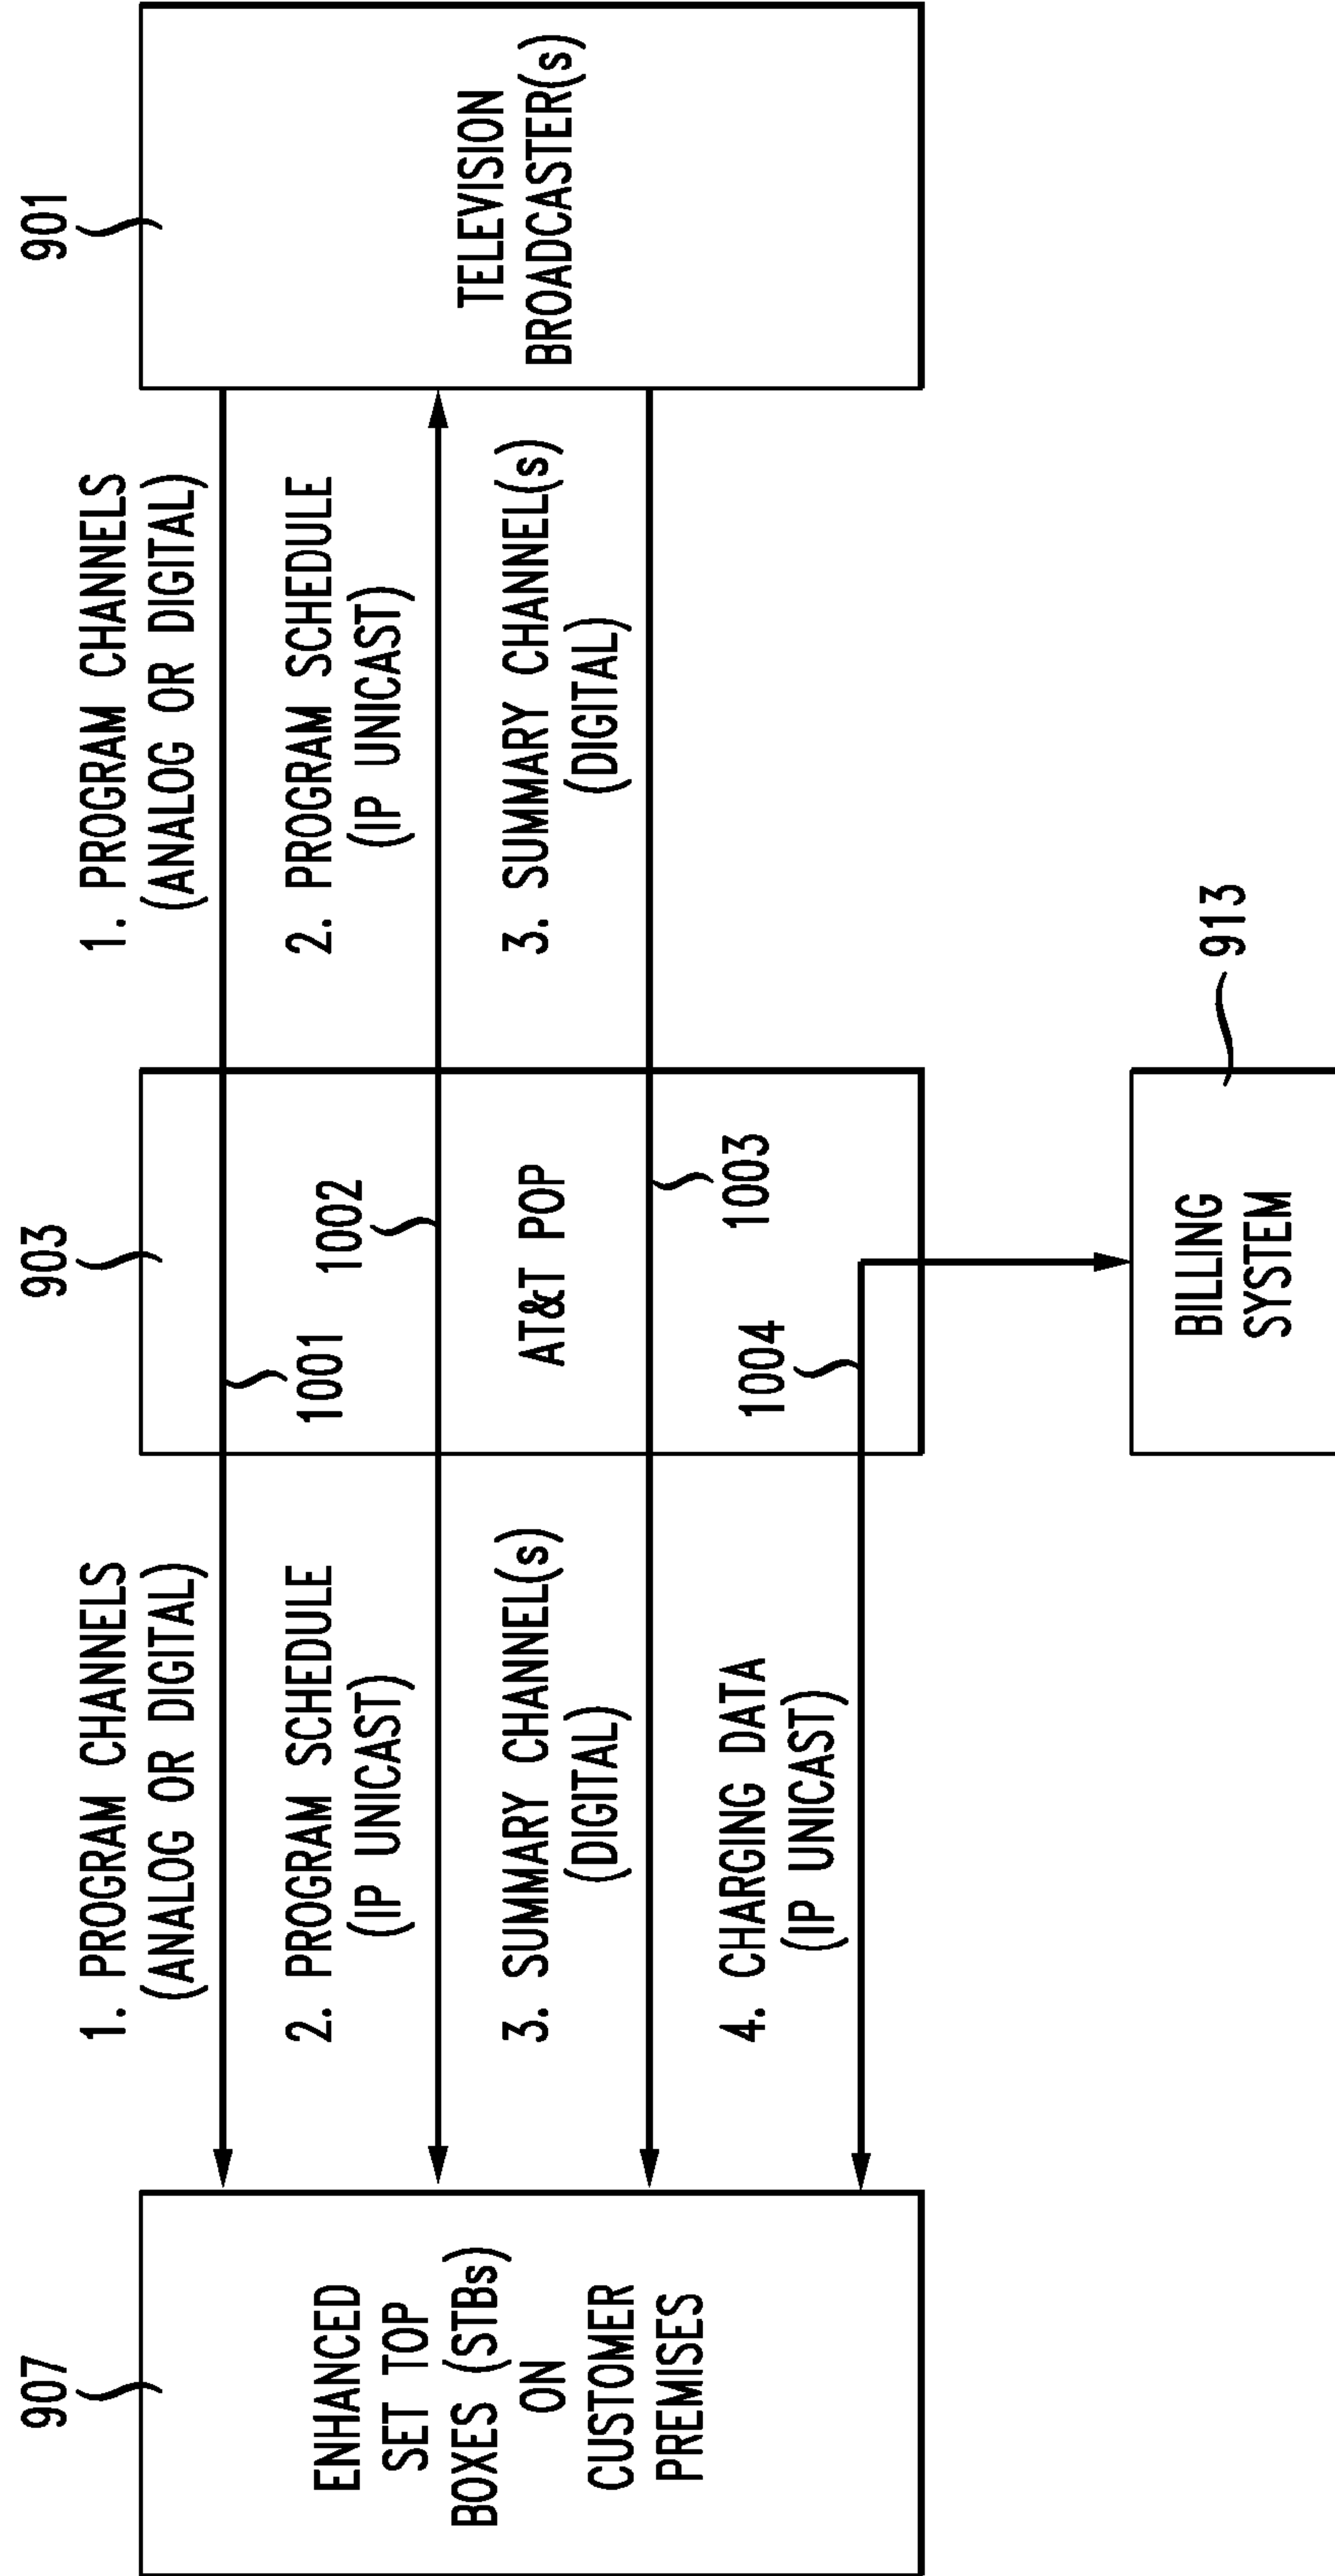 907
903
901
1. PROGRAM CHANNELS
(ANALOG OR DIGITAL)
1. PROGRAM CHANNELS
(ANALOG OR DIGITAL)
2. PROGRAM SCHEDULE
(IP UNICAST)
2. PROGRAM SCHEDULE
(IP UNICAST)
3. SUMMARY CHANNEL(s)
(DIGITAL)
3. SUMMARY CHANNEL(s)
(DIGITAL)
4. CHARGING DATA
(IP UNICAST)
ENHANCED
SET TOP
BOXES (STBs)
ON
CUSTOMER
PREMISES
1001
1002
AT&T POP
1003
1004
TELEVISION
BROADCASTER(s)
BILLING
SYSTEM
913